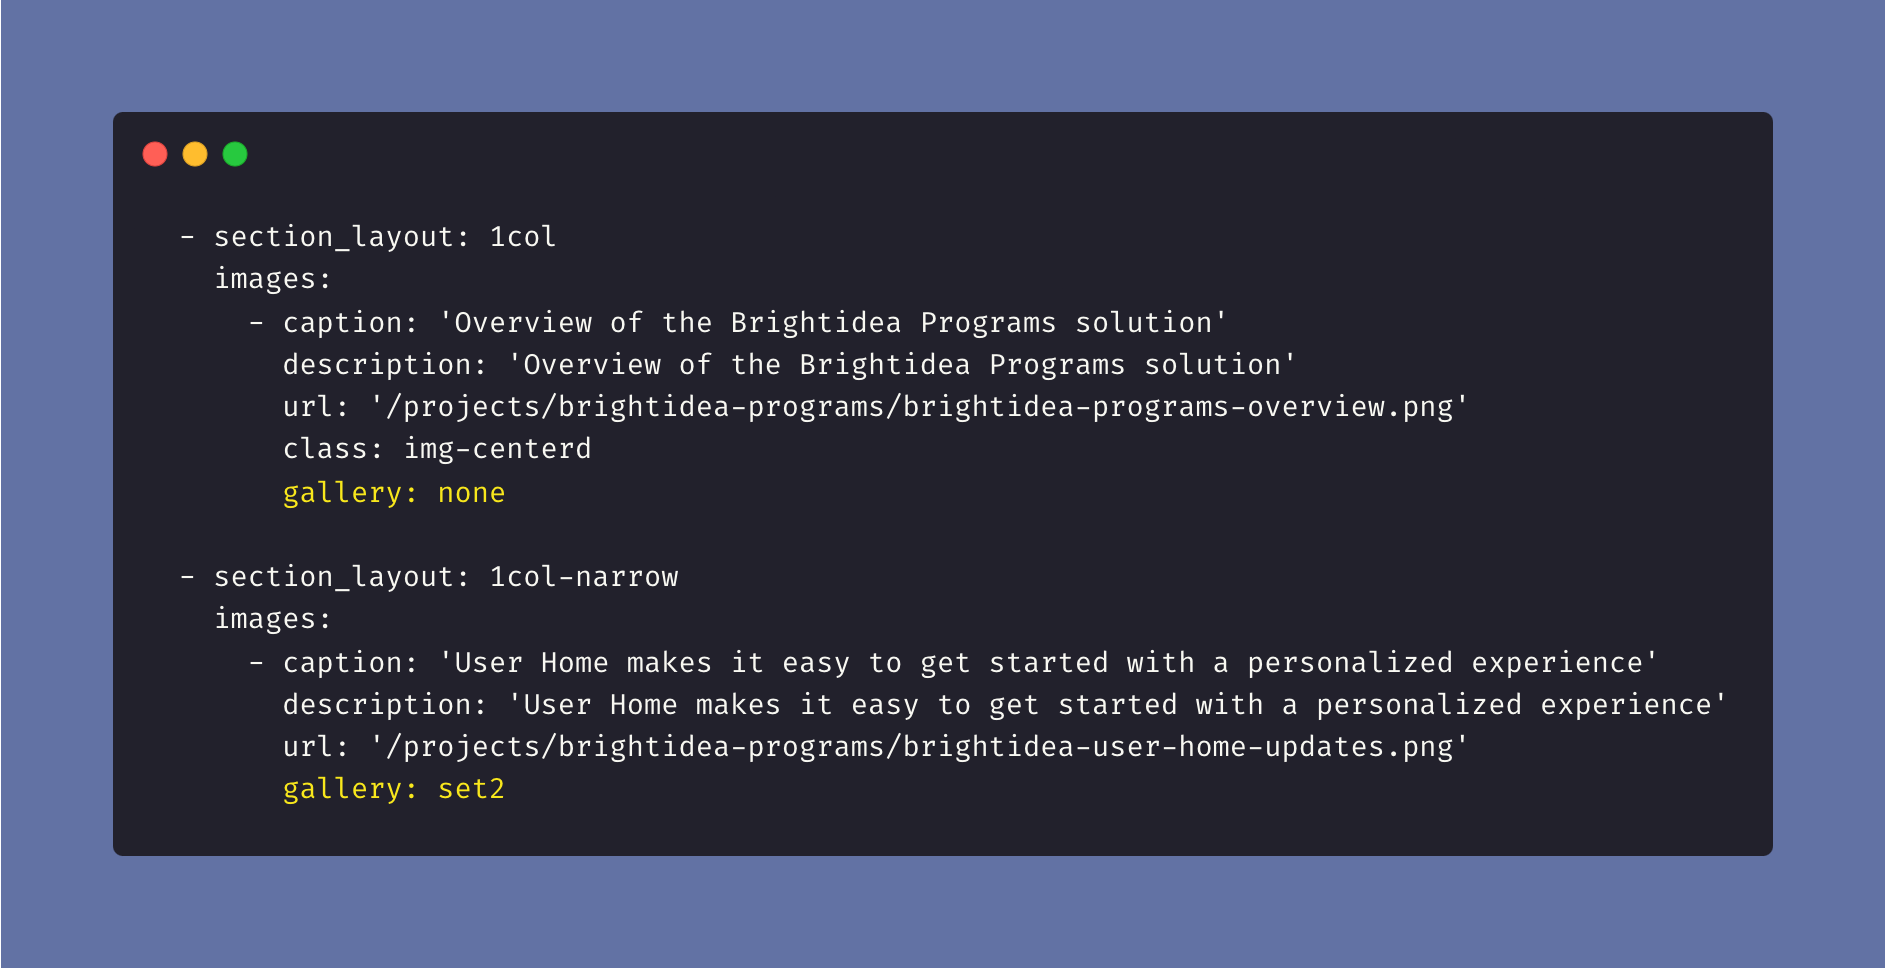 - section_layout: 1col
images:
- caption: 'Overview of the Brightidea Programs solution'
description: 'Overview of the Brightidea Programs solution'
url: '/projects/brightidea-programs/brightidea-programs-overview.png'
class: img-centerd
gallery: none
- section_layout: 1col-narrow
images:
- caption: 'User Home makes it easy to get started with a personalized experience'
description: 'User Home makes it easy to get started with a personalized experience'
url: '/projects/brightidea-programs/brightidea-user-home-updates.png'
gallery: set2